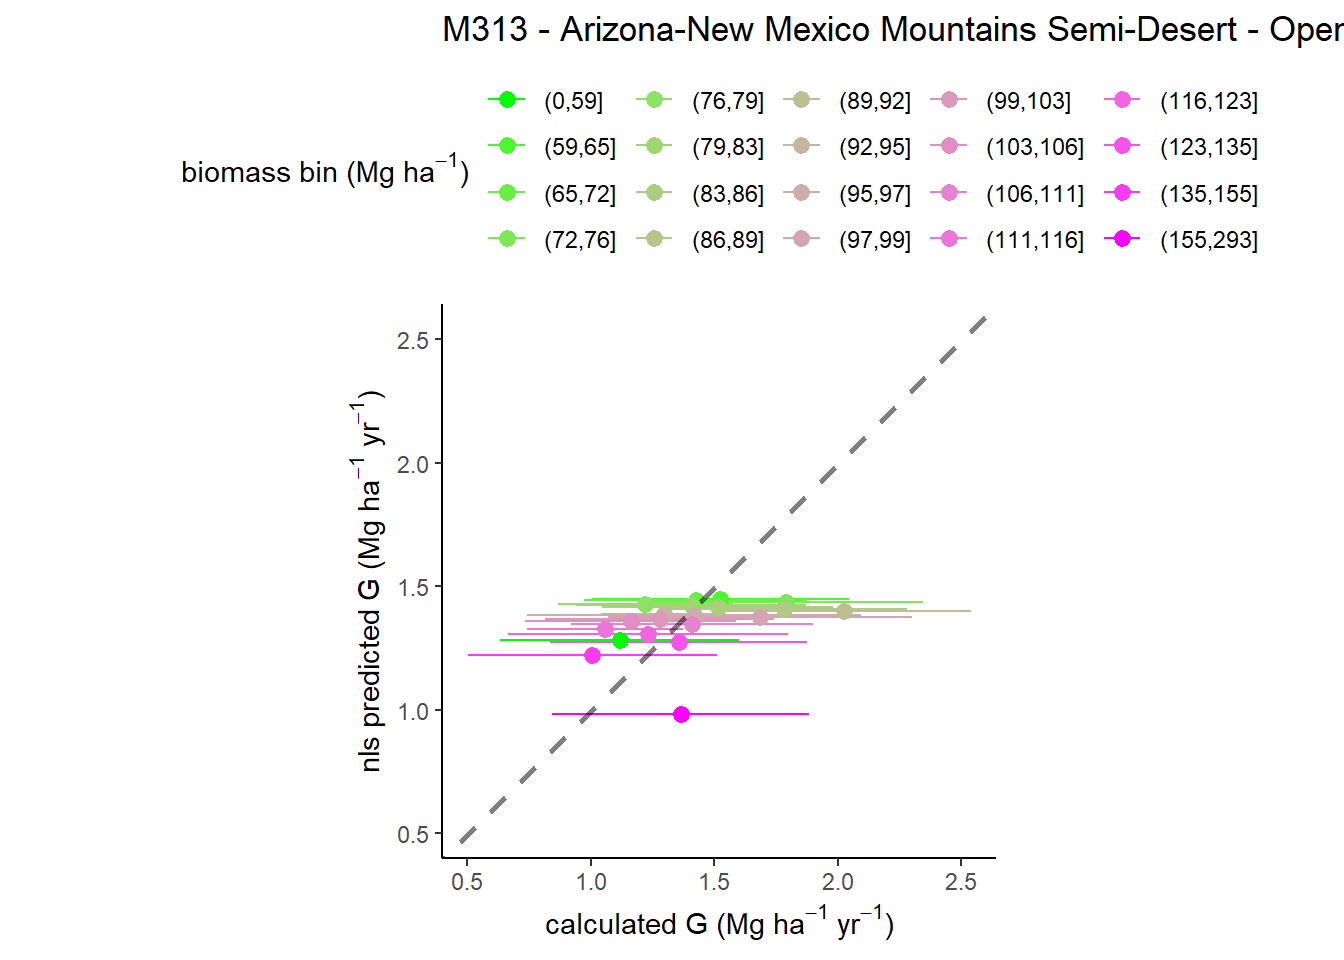 M313 - Arizona-New Mexico Mountains Semi-Desert - Open
biomass bin (Mg ha⁻¹)
(0,59] (76,79] (89,92] (99,103] (116,123]
(59,65] (79,83] (92,95] (103,106] (123,135]
(65,72] (83,86] (95,97] (106,111] (135,155]
(72,76] (86,89] (97,99] (111,116] (155,293]
nls predicted G (Mg ha⁻¹ yr⁻¹)
2.5
2.0
1.5
1.0
0.5
0.5 1.0 1.5 2.0 2.5
calculated G (Mg ha⁻¹ yr⁻¹)